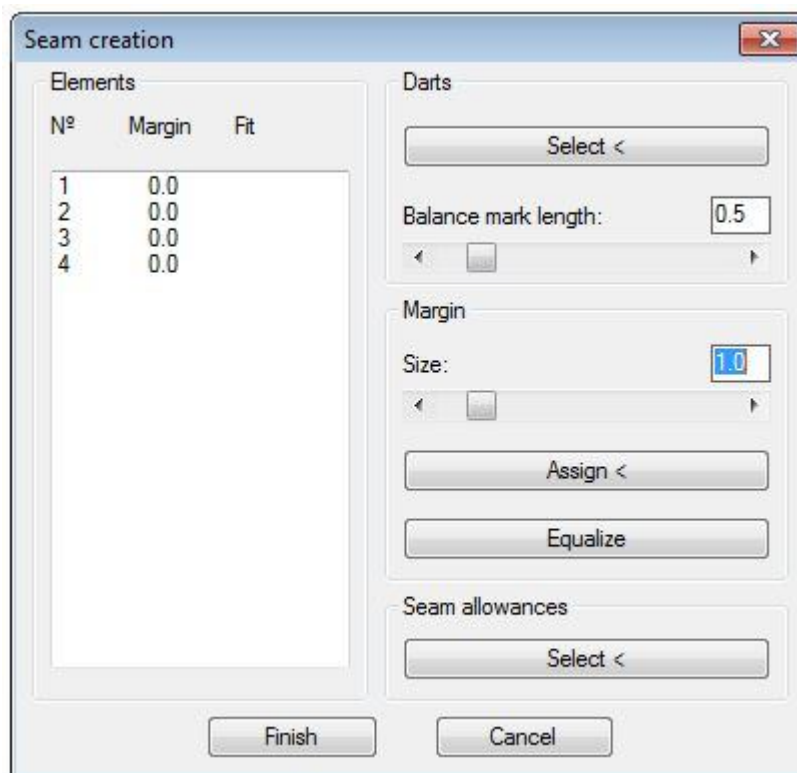 Seam creation
Elements
Nº Margin Fit
1 0.0
2 0.0
3 0.0
4 0.0
Darts
Select <
Balance mark length: 0.5
Margin
Size: 1.0
Assign <
Equalize
Seam allowances
Select <
Finish
Cancel